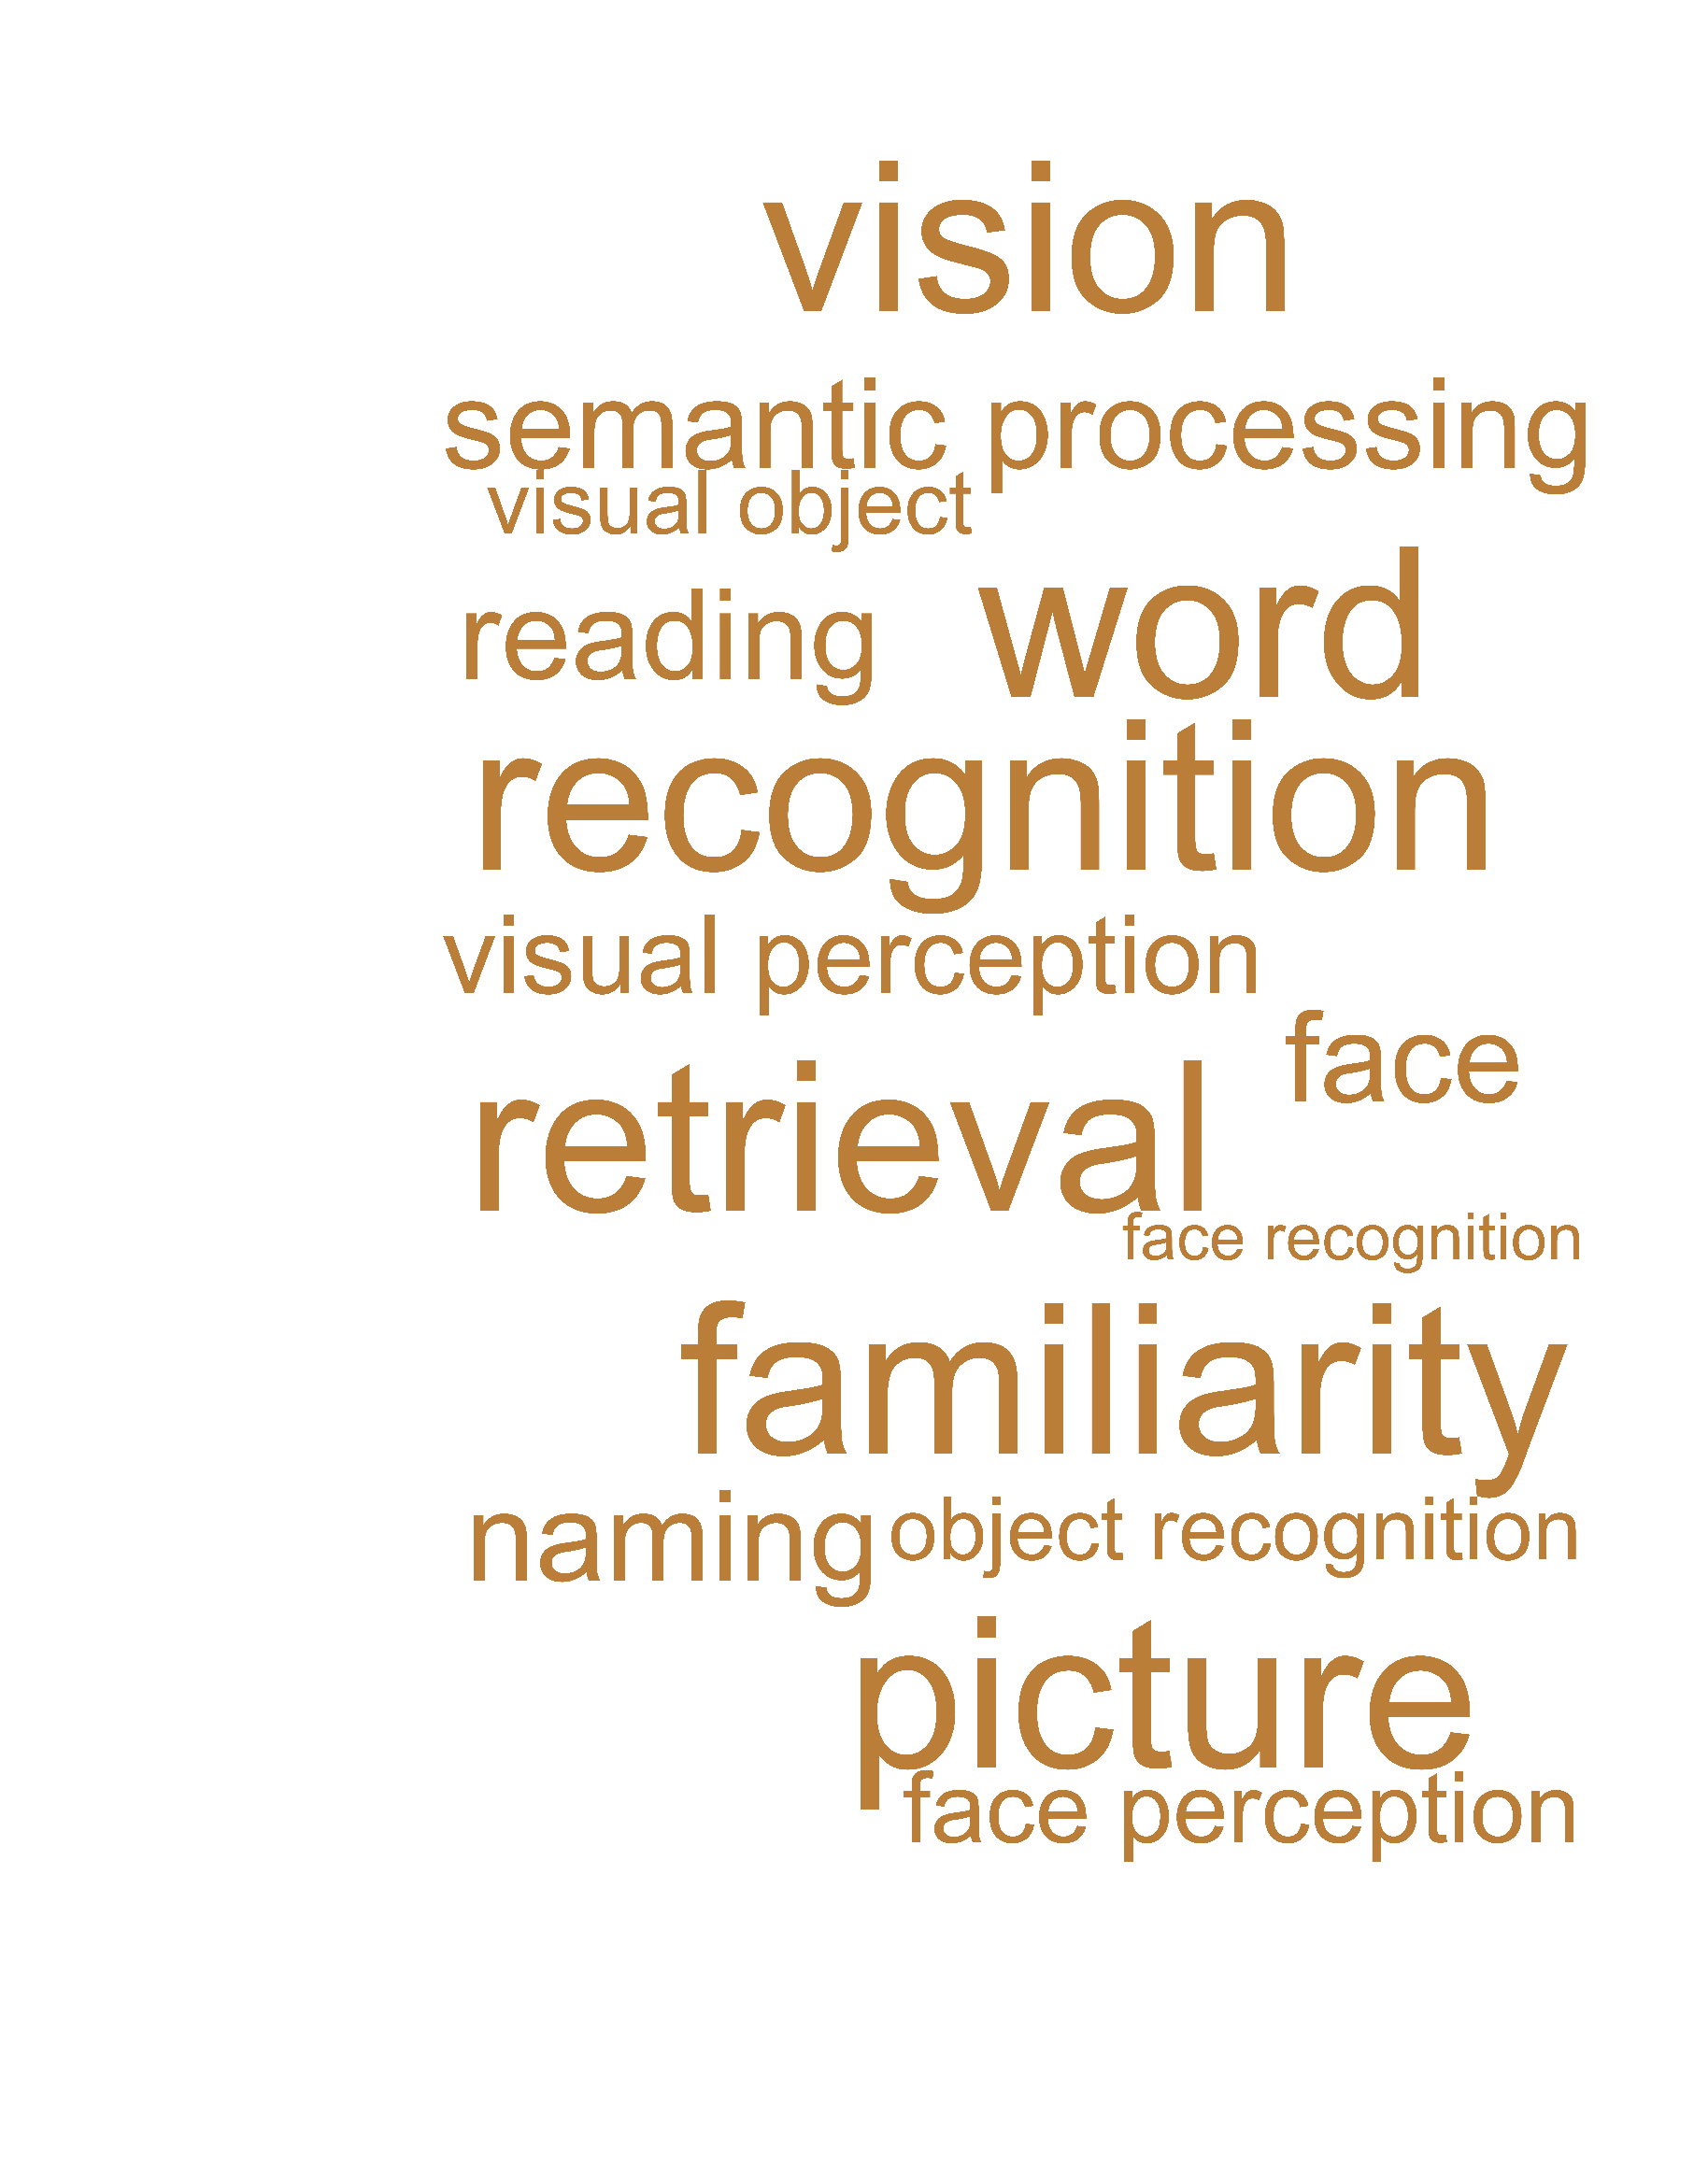 vision
semantic processing
visual object
reading word
recognition
visual perception
face
retrieval
face recognition
familiarity
naming object recognition
picture
face perception